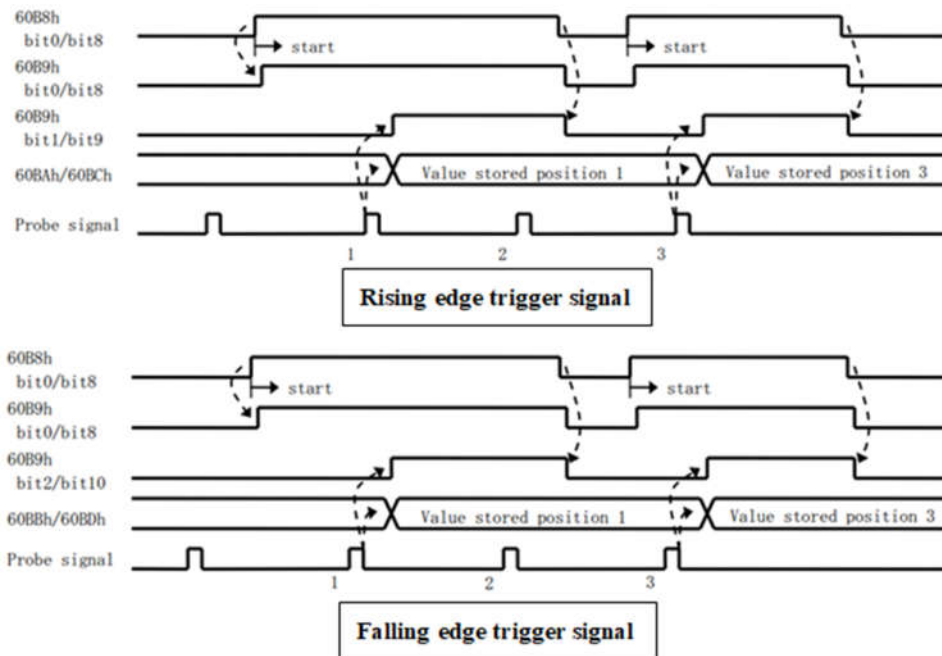 60B8h
bit0/bit8
start
start
60B9h
bit0/bit8
60B9h
bit1/bit9
60BAh/60BCh
Value stored position 1
Value stored position 3
Probe signal
1
2
3
Rising edge trigger signal
60B8h
bit0/bit8
start
start
60B9h
bit0/bit8
60B9h
bit2/bit10
60BBh/60BDh
Value stored position 1
Value stored position 3
Probe signal
1
2
3
Falling edge trigger signal